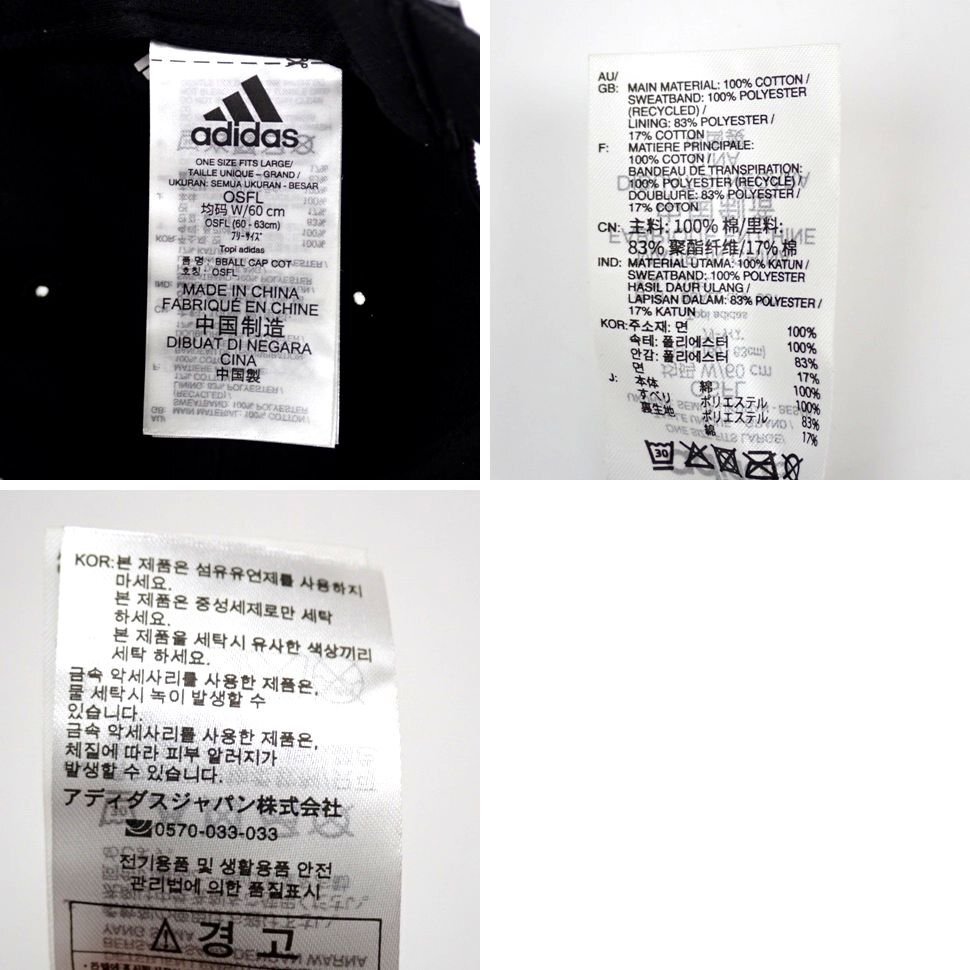 adidas
ONE SIZE FITS LARGE/
TAILLE UNIQUE – GRAND /
UKURAN: SEMUA UKURAN - BESAR
OSFL
均码 W/60 cm
OSFL (60 - 63cm)
フリーサイズ
Topi adidas
품 명 : BBALL CAP COT
호칭 : OSFL
MADE IN CHINA
FABRIQUÉ EN CHINE
中国制造
DIBUAT DI NEGARA
CINA
中国製
AU/
GB: MAIN MATERIAL: 100% COTTON /
SWEATBAND: 100% POLYESTER
(RECYCLED) /
LINING: 83% POLYESTER /
17% COTTON
F: MATIERE PRINCIPALE:
100% COTON /
BANDEAU DE TRANSPIRATION:
100% POLYESTER (RECYCLÉ) /
DOUBLURE: 83% POLYESTER /
17% COTON
CN: 主料: 100% 棉/里料:
83% 聚酯纤维/17% 棉
IND: MATERIAL UTAMA: 100% KATUN /
SWEATBAND: 100% POLYESTER
HASIL DAUR ULANG /
LAPISAN DALAM: 83% POLYESTER /
17% KATUN
KOR: 주소재: 면 100%
속테: 폴리에스터 100%
안감: 폴리에스터 83%
면 17%
J: 本体 綿 100%
すべり ポリエステル 100%
裏生地 ポリエステル 83%
綿 17%
30
KOR: 본 제품은 섬유유연제를 사용하지
마세요.
본 제품은 중성세제로만 세탁
하세요.
본 제품을 세탁시 유사한 색상끼리
세탁 하세요.
금속 악세사리를 사용한 제품은,
물 세탁시 녹이 발생할 수
있습니다.
금속 악세사리를 사용한 제품은,
체질에 따라 피부 알러지가
발생할 수 있습니다.
アディダスジャパン株式会社
0570-033-033
전기용품 및 생활용품 안전
관리법에 의한 품질표시
경 고